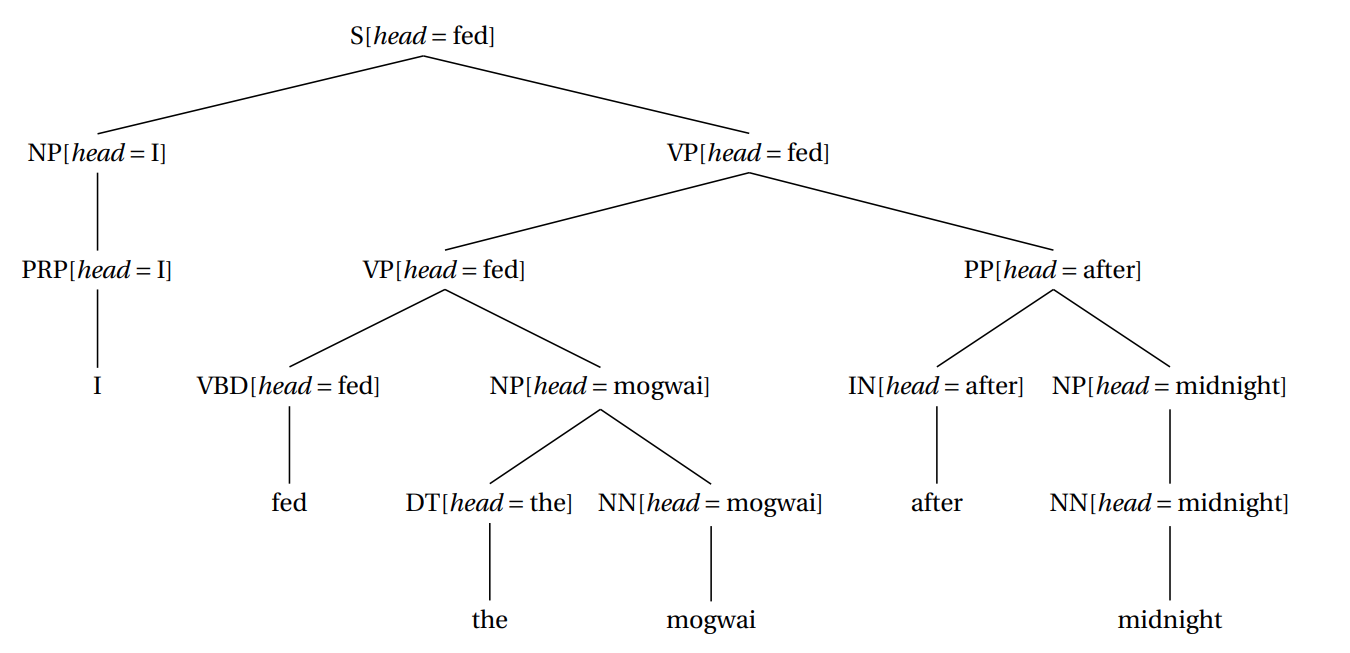 S[head = fed]
NP[head = I] VP[head = fed]
PRP[head = I] VP[head = fed] PP[head = after]
I VBD[head = fed] NP[head = mogwai] IN[head = after] NP[head = midnight]
fed DT[head = the] NN[head = mogwai] after NN[head = midnight]
the mogwai midnight